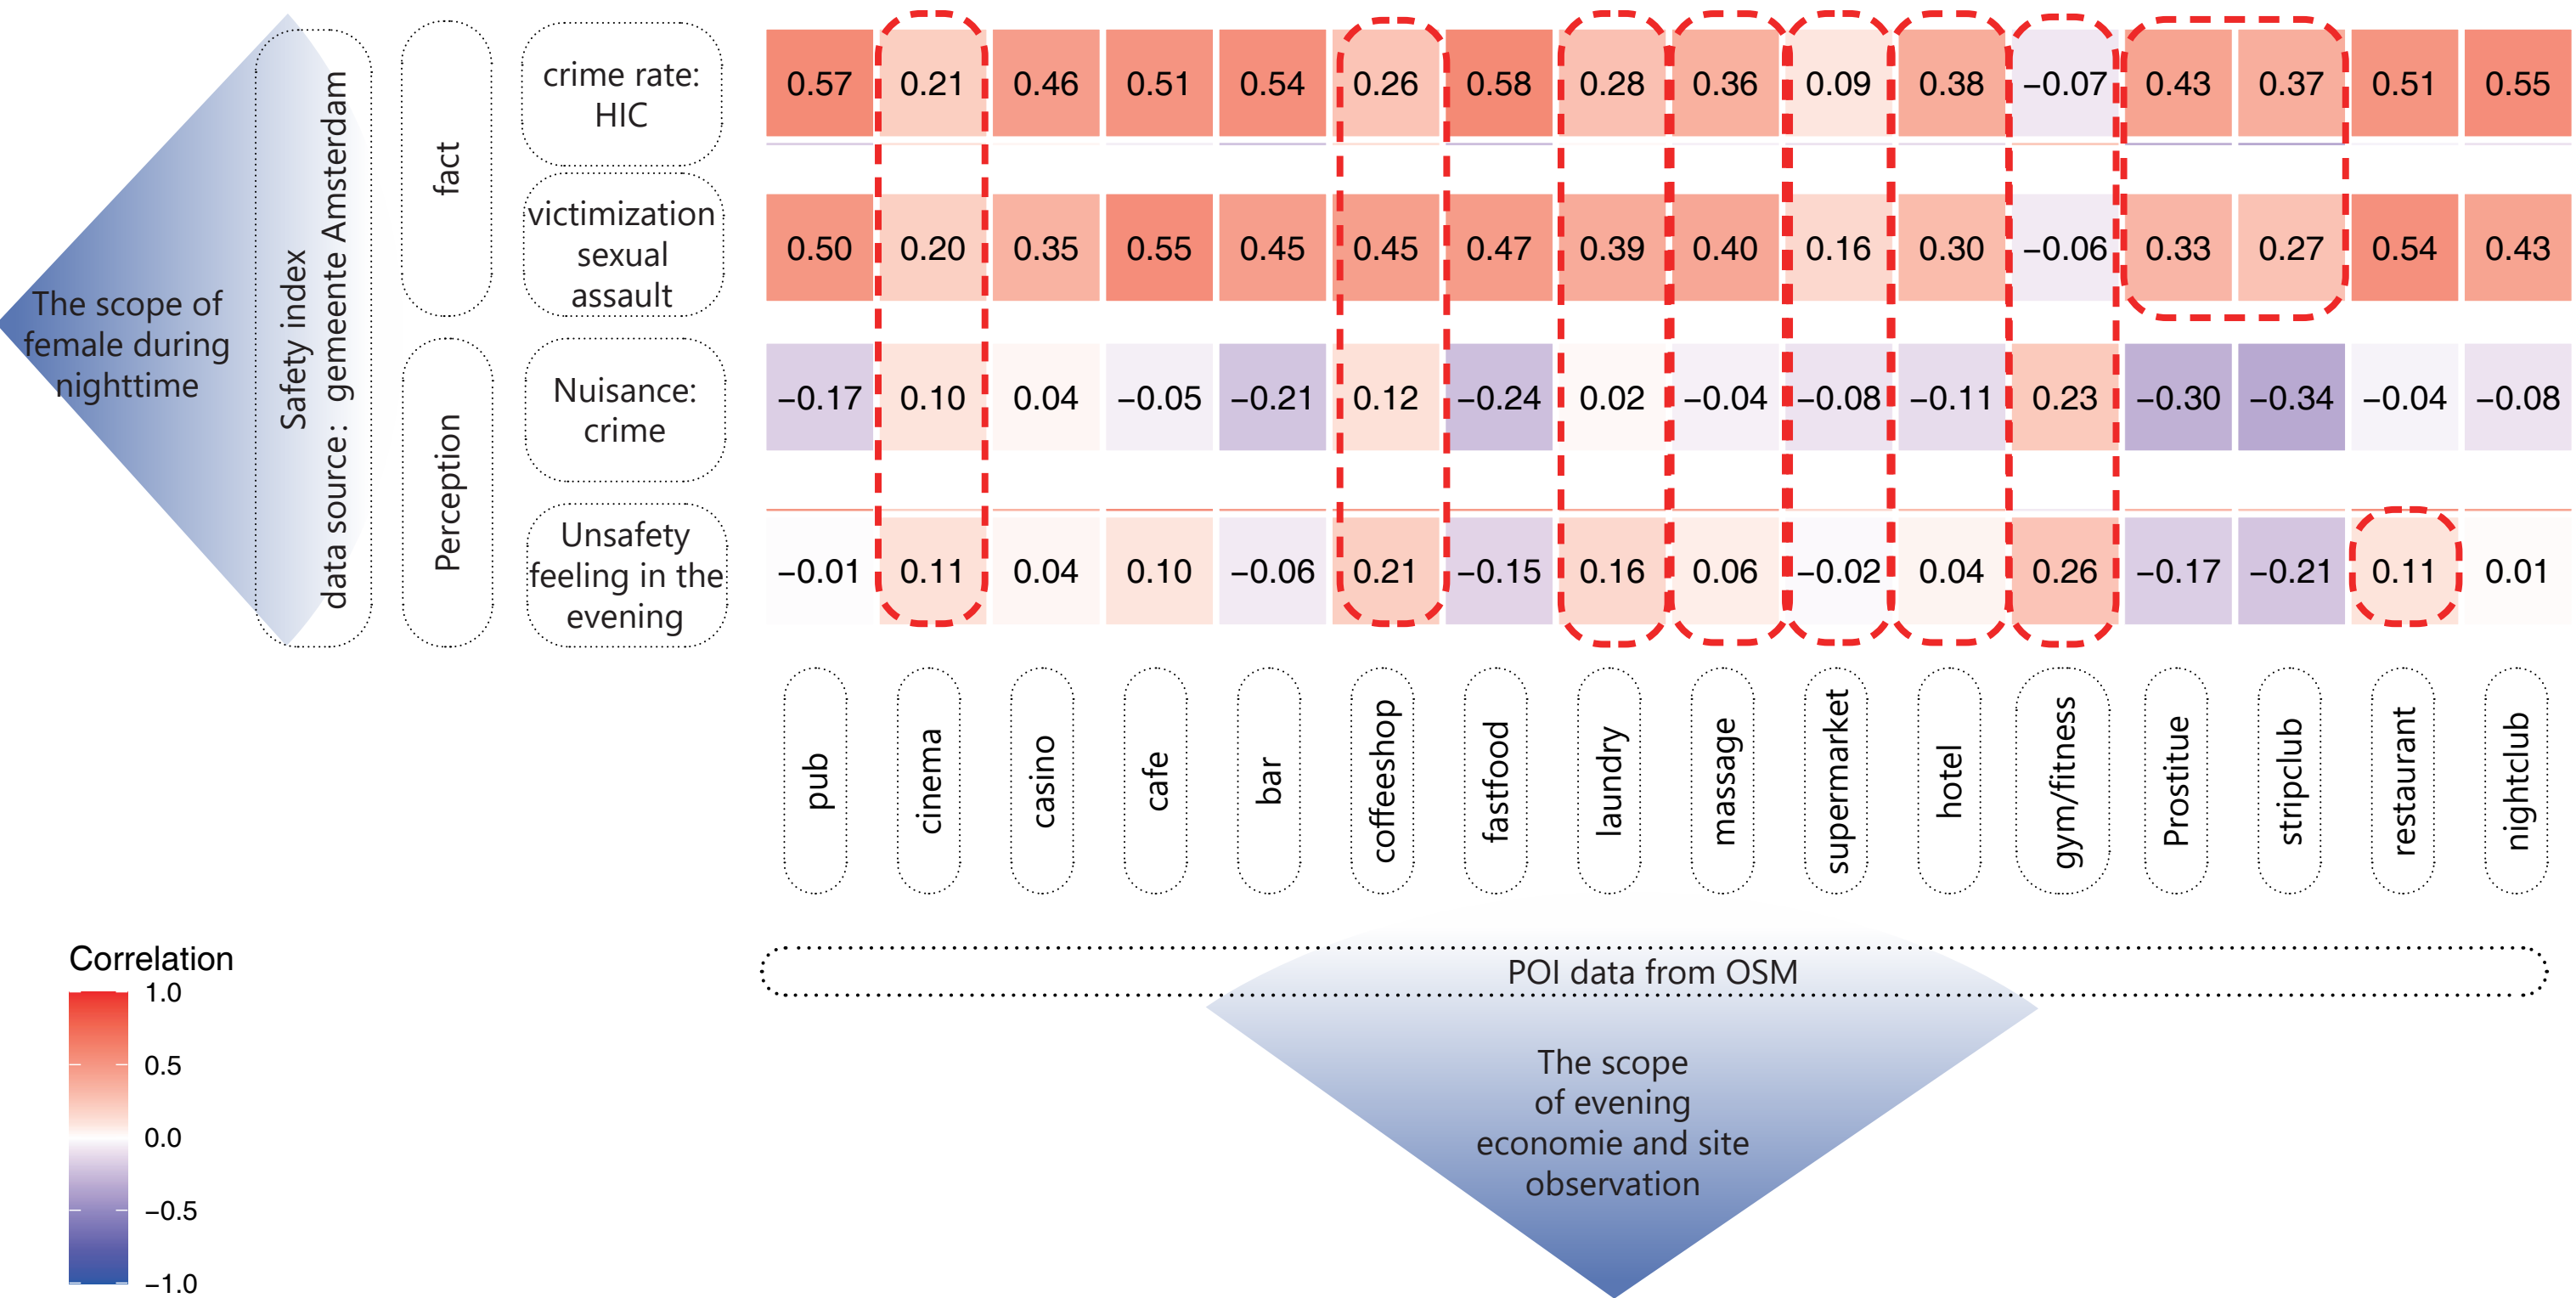 The scope of
female during
nighttime
Safety index
data source: gemeente Amsterdam
fact
Perception
crime rate:
HIC
0.57 0.21 0.46 0.51 0.54 0.26 0.58 0.28 0.36 0.09 0.38 −0.07 0.43 0.37 0.51 0.55
victimization
sexual
assault
0.50 0.20 0.35 0.55 0.45 0.45 0.47 0.39 0.40 0.16 0.30 −0.06 0.33 0.27 0.54 0.43
Nuisance:
crime
−0.17 0.10 0.04 −0.05 −0.21 0.12 −0.24 0.02 −0.04 −0.08 −0.11 0.23 −0.30 −0.34 −0.04 −0.08
Unsafety
feeling in the
evening
−0.01 0.11 0.04 0.10 −0.06 0.21 −0.15 0.16 0.06 −0.02 0.04 0.26 −0.17 −0.21 0.11 0.01
pub
cinema
casino
cafe
bar
coffeeshop
fastfood
laundry
massage
supermarket
hotel
gym/fitness
Prostitue
stripclub
restaurant
nightclub
POI data from OSM
The scope
of evening
economie and site
observation
Correlation
1.0
0.5
0.0
−0.5
−1.0